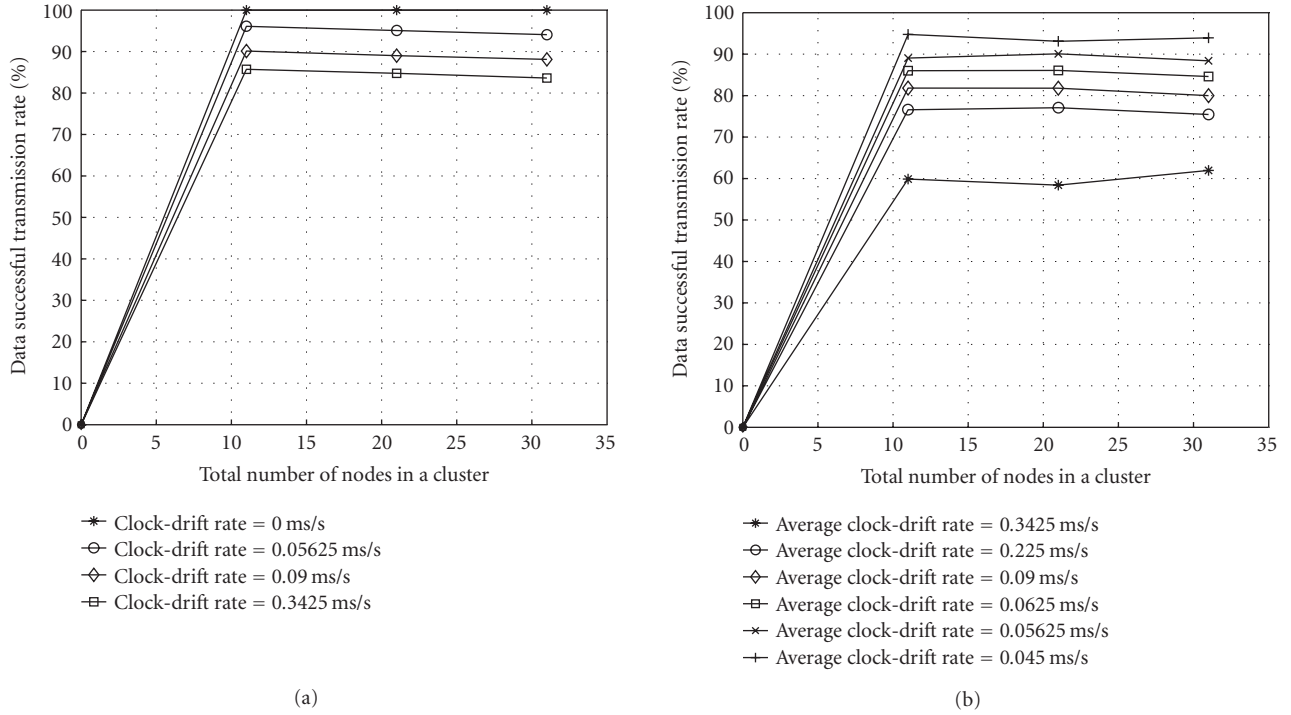 Data successful transmission rate (%)
100
90
80
70
60
50
40
30
20
10
0
0 5 10 15 20 25 30 35
Total number of nodes in a cluster
Clock-drift rate = 0 ms/s
Clock-drift rate = 0.05625 ms/s
Clock-drift rate = 0.09 ms/s
Clock-drift rate = 0.3425 ms/s
(a)
Data successful transmission rate (%)
100
90
80
70
60
50
40
30
20
10
0
0 5 10 15 20 25 30 35
Total number of nodes in a cluster
Average clock-drift rate = 0.3425 ms/s
Average clock-drift rate = 0.225 ms/s
Average clock-drift rate = 0.09 ms/s
Average clock-drift rate = 0.0625 ms/s
Average clock-drift rate = 0.05625 ms/s
Average clock-drift rate = 0.045 ms/s
(b)